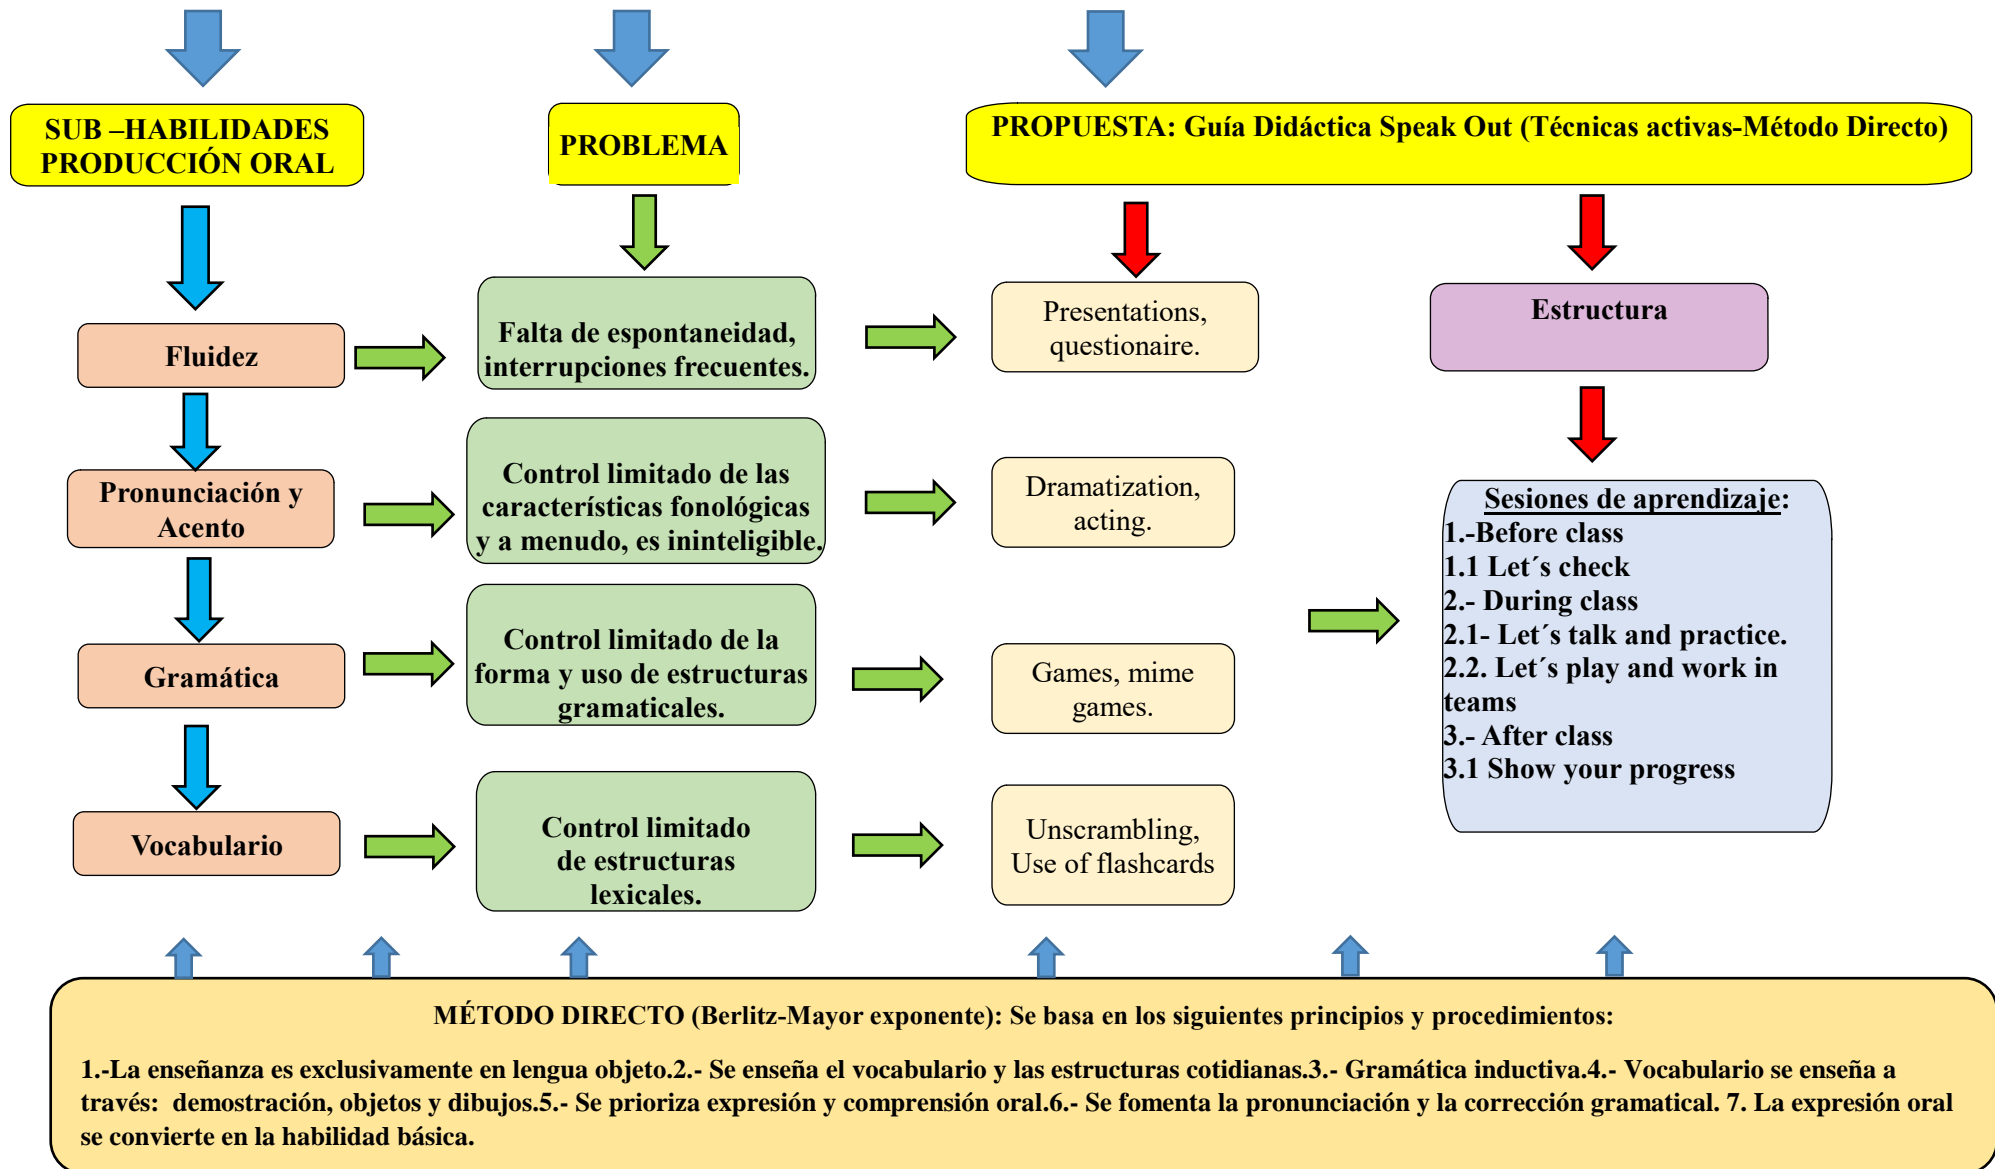 SUB –HABILIDADES
PRODUCCIÓN ORAL
PROBLEMA
PROPUESTA: Guía Didáctica Speak Out (Técnicas activas-Método Directo)
Fluidez
Falta de espontaneidad,
interrupciones frecuentes.
Presentations,
questionaire.
Estructura
Pronunciación y
Acento
Control limitado de las
características fonológicas
y a menudo, es ininteligible.
Dramatization,
acting.
Gramática
Control limitado de la
forma y uso de estructuras
gramaticales.
Games, mime
games.
Vocabulario
Control limitado
de estructuras
lexicales.
Unscrambling,
Use of flashcards
Sesiones de aprendizaje:
1.-Before class
1.1 Let´s check
2.- During class
2.1- Let´s talk and practice.
2.2. Let´s play and work in
teams
3.- After class
3.1 Show your progress
MÉTODO DIRECTO (Berlitz-Mayor exponente): Se basa en los siguientes principios y procedimientos:
1.-La enseñanza es exclusivamente en lengua objeto.2.- Se enseña el vocabulario y las estructuras cotidianas.3.- Gramática inductiva.4.- Vocabulario se enseña a
través: demostración, objetos y dibujos.5.- Se prioriza expresión y comprensión oral.6.- Se fomenta la pronunciación y la corrección gramatical. 7. La expresión oral
se convierte en la habilidad básica.